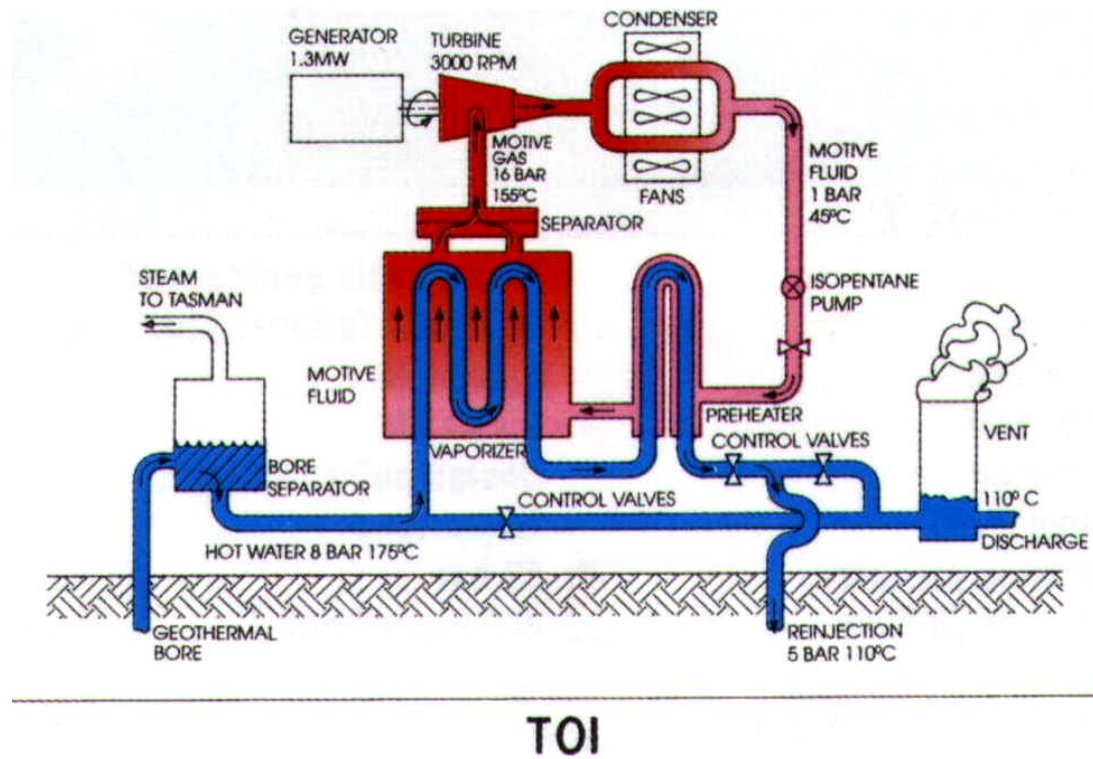 CONDENSER
GENERATOR
1.3MW
TURBINE
3000 RPM
MOTIVE
GAS
16 BAR
155ºC
FANS
MOTIVE
FLUID
1 BAR
45ºC
SEPARATOR
STEAM
TO TASMAN
ISOPENTANE
PUMP
MOTIVE
FLUID
PREHEATER
VAPORIZER
CONTROL VALVES
VENT
BORE
SEPARATOR
CONTROL VALVES
110º C
HOT WATER 8 BAR 175ºC
DISCHARGE
GEOTHERMAL
BORE
REINJECTION
5 BAR 110ºC
TOI